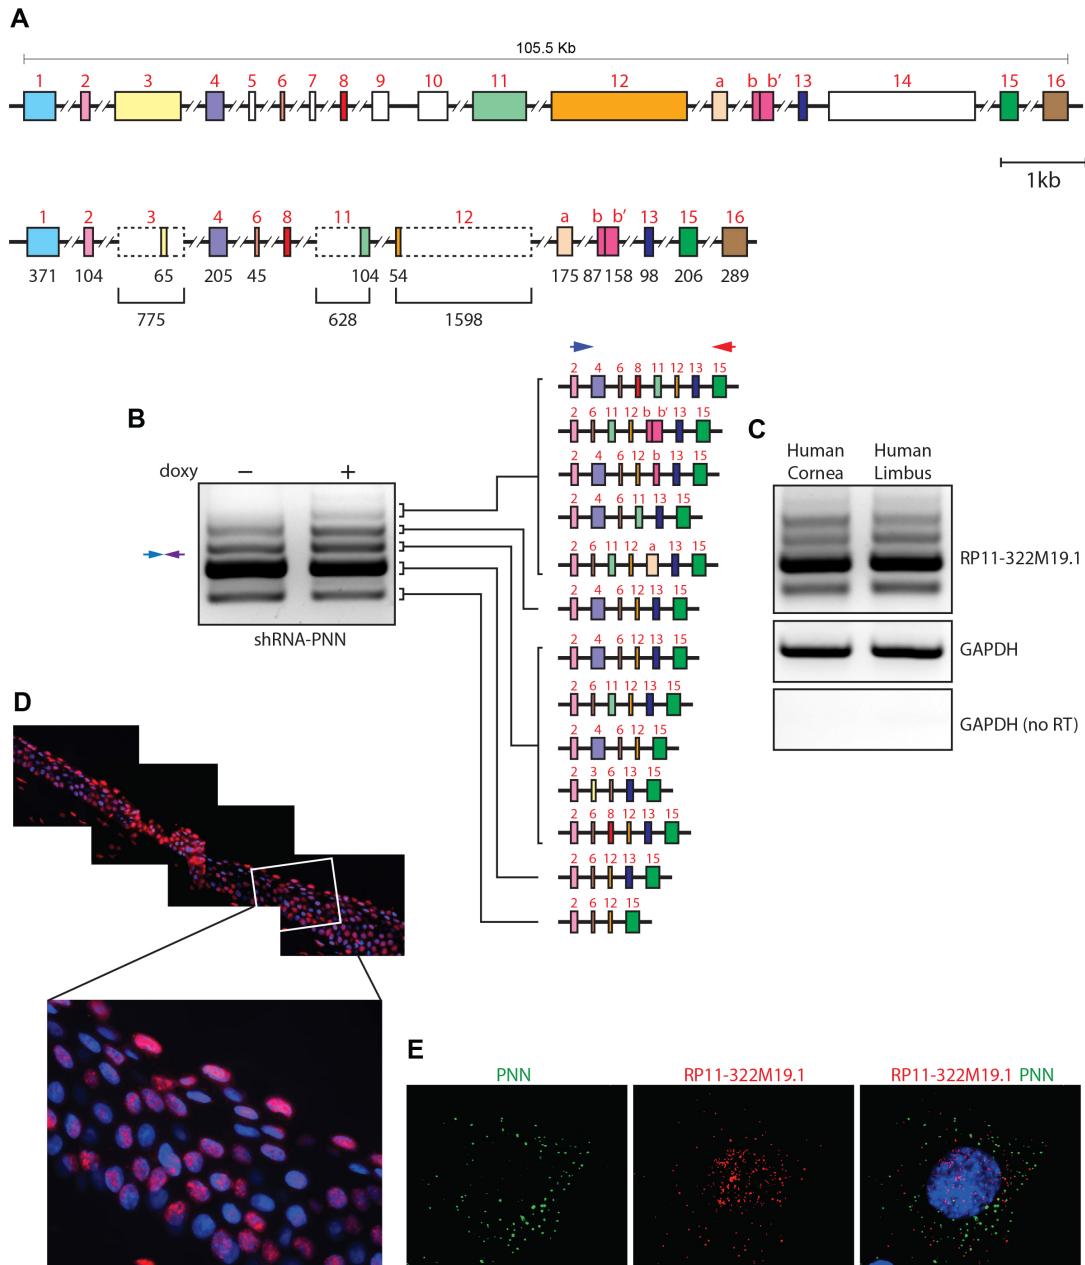 A
105.5 Kb
1 2 3 4 5 6 7 8 9 10 11 12 a b b′ 13 14 15 16
1kb
1 2 3 4 6 8 11 12 a b b′ 13 15 16
371 104 65 205 45 104 54 175 87 158 98 206 289
775 628 1598
B
doxy − +
shRNA-PNN
2 4 6 8 11 12 13 15
2 6 11 12 b b′ 13 15
2 4 6 12 b 13 15
2 4 6 11 13 15
2 6 11 12 a 13 15
2 4 6 12 13 15
2 4 6 12 13 15
2 6 11 12 13 15
2 4 6 12 15
2 3 6 13 15
2 6 8 12 13 15
2 6 12 13 15
2 6 12 15
C
Human Cornea
Human Limbus
RP11-322M19.1
GAPDH
GAPDH (no RT)
D
E
PNN
RP11-322M19.1
RP11-322M19.1 PNN